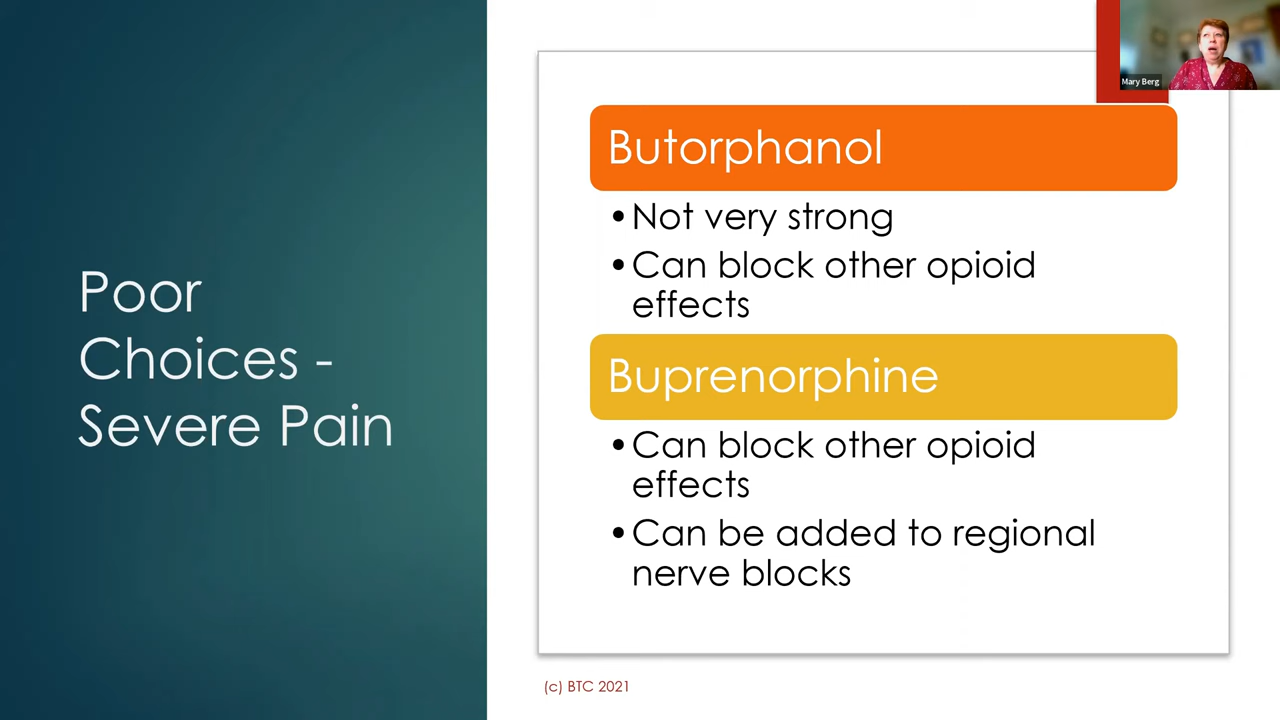 Mary Berg
Poor
Choices -
Severe Pain
Butorphanol
•Not very strong
•Can block other opioid
effects
Buprenorphine
•Can block other opioid
effects
•Can be added to regional
nerve blocks
(c) BTC 2021